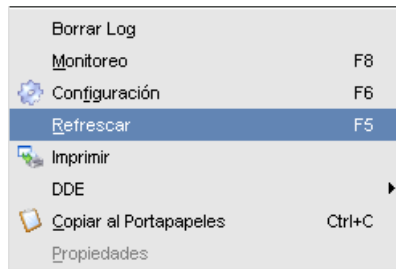 Borrar Log
Monitoreo F8
Configuración F6
Refrescar F5
Imprimir
DDE
Copiar al Portapapeles Ctrl+C
Propiedades